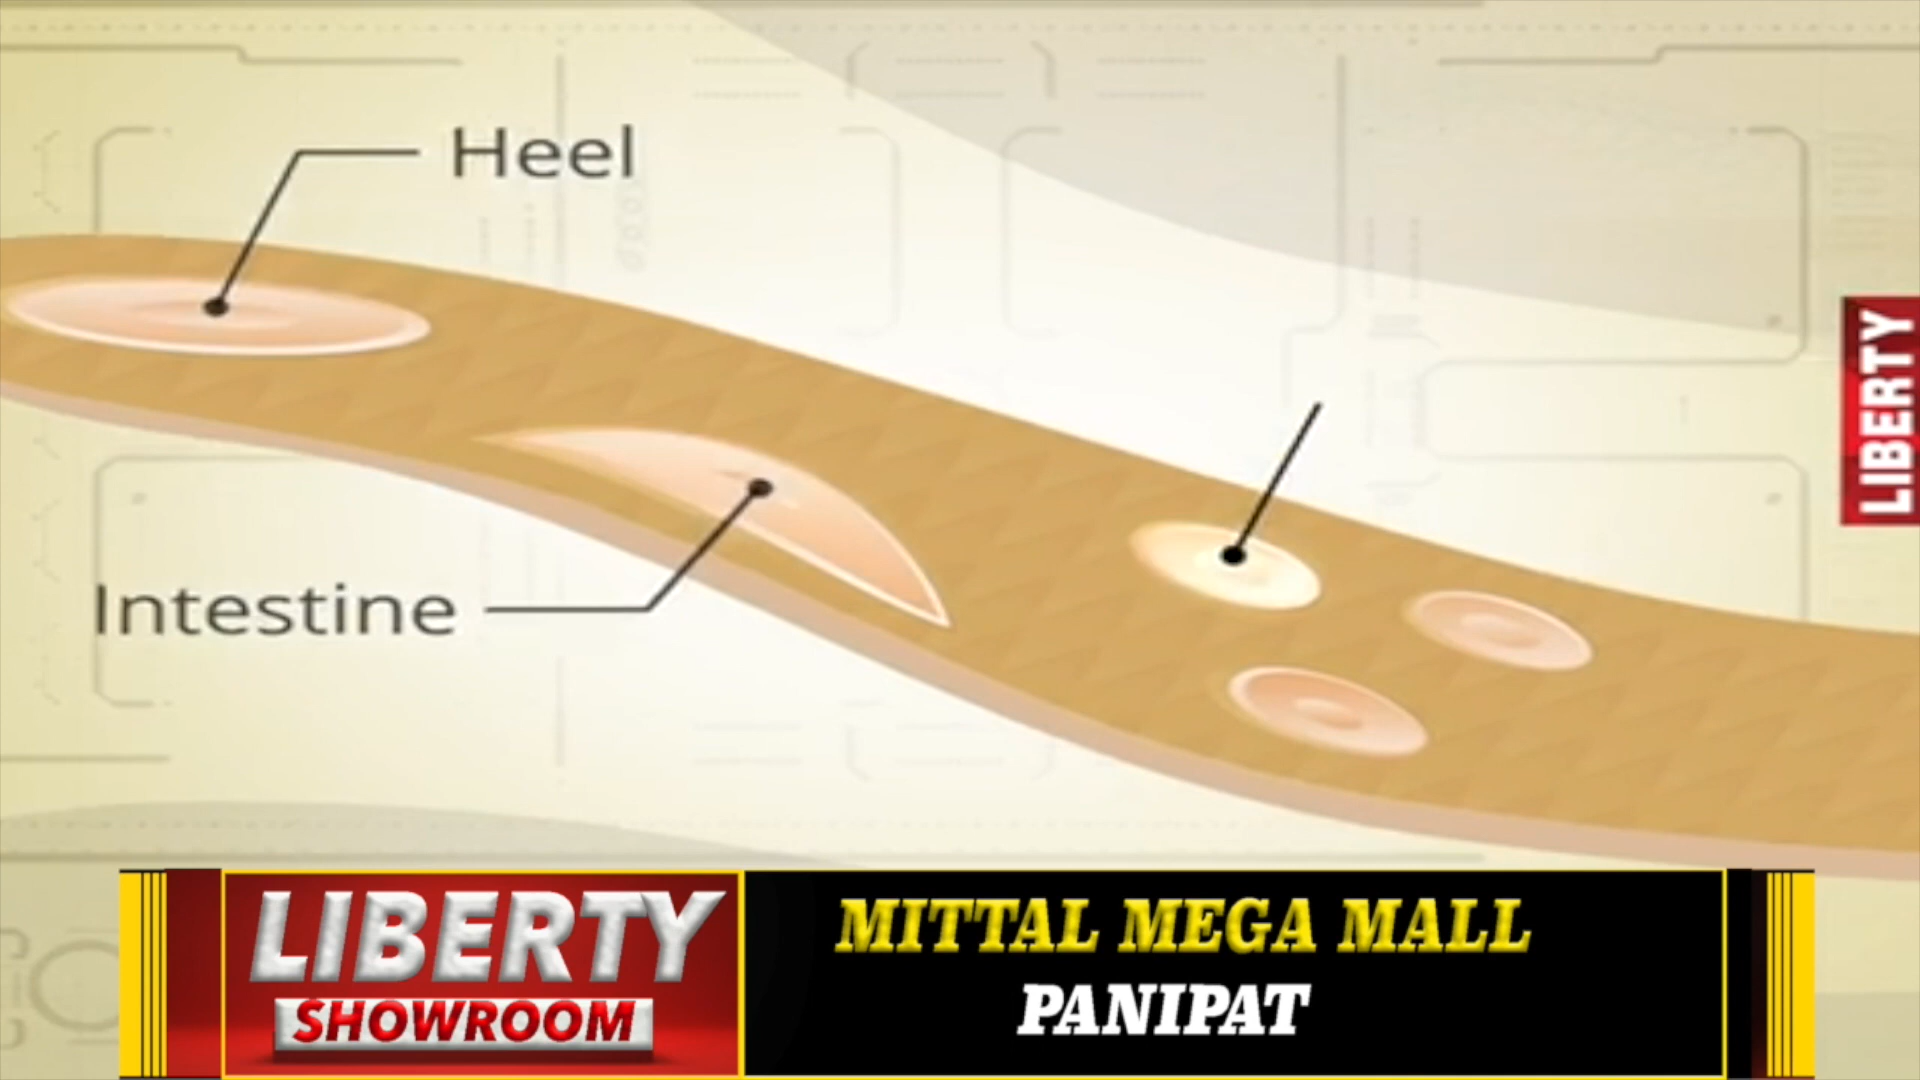 Heel
LIBERTY
Intestine
LIBERTY
SHOWROOM
MITTAL MEGA MALL
PANIPAT